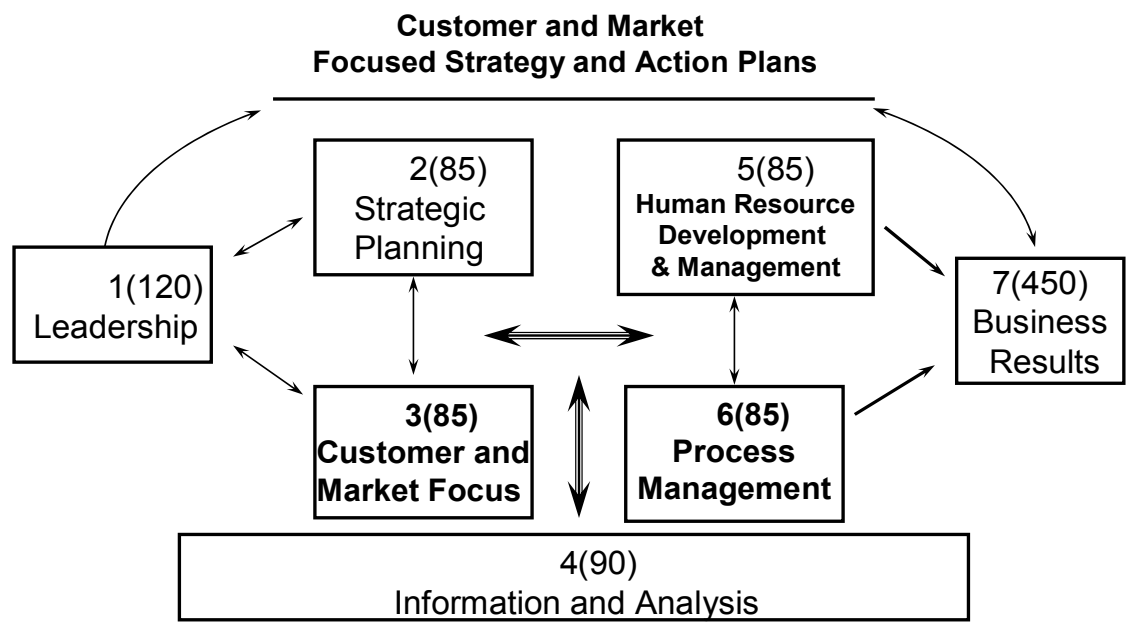 Customer and Market
Focused Strategy and Action Plans
2(85)
Strategic
Planning
5(85)
Human Resource
Development
& Management
1(120)
Leadership
7(450)
Business
Results
3(85)
Customer and
Market Focus
6(85)
Process
Management
4(90)
Information and Analysis